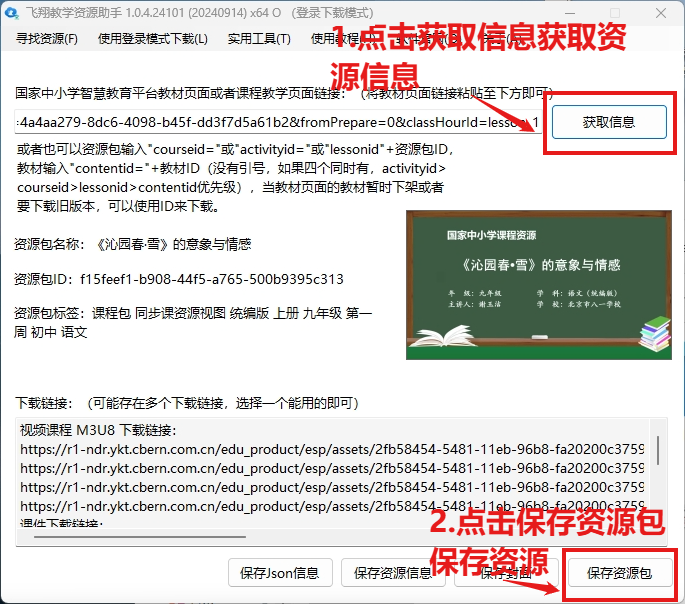 飞翔教学资源助手 1.0.4.24101 (20240914) x64 O （登录下载模式）
寻找资源(F) 使用登录模式下载(L) 实用工具(T) 使用教程
1.点击获取信息获取资
源信息
国家中小学智慧教育平台教材页面或者课程教学页面链接：（将教材页面链接粘贴至下方即可）
:4a4aa279-8dc6-4098-b45f-dd3f7d5a61b2&fromPrepare=0&classHourId=lesson_1
获取信息
或者也可以资源包输入"courseid="或"activityid="或"lessonid"+资源包ID，
教材输入"contentid="+教材ID（没有引号，如果四个同时有，activityid>
courseid>lessonid>contentid优先级），当教材页面的教材暂时下架或者
要下载旧版本，可以使用ID来下载。
资源包名称：《沁园春·雪》的意象与情感
资源包ID：f15feef1-b908-44f5-a765-500b9395c313
资源包标签：课程包 同步课资源视图 统编版 上册 九年级 第一
周 初中 语文
国家中小学课程资源
《沁园春•雪》的意象与情感
年 级：九年级 学 科：语文（统编版）
主讲人：谢玉洁 学 校：北京市八一学校
下载链接：（可能存在多个下载链接，选择一个能用的即可）
视频课程 M3U8 下载链接：
https://r1-ndr.ykt.cbern.com.cn/edu_product/esp/assets/2fb58454-5481-11eb-96b8-fa20200c3759
https://r1-ndr.ykt.cbern.com.cn/edu_product/esp/assets/2fb58454-5481-11eb-96b8-fa20200c3759
https://r1-ndr.ykt.cbern.com.cn/edu_product/esp/assets/2fb58454-5481-11eb-96b8-fa20200c3759
https://r1-ndr.ykt.cbern.com.cn/edu_product/esp/assets/2fb58454-5481-11eb-96b8-fa20200c3759
课件下载链接：
2.点击保存资源包
保存资源
保存Json信息 保存资源信息 保存封面 保存资源包